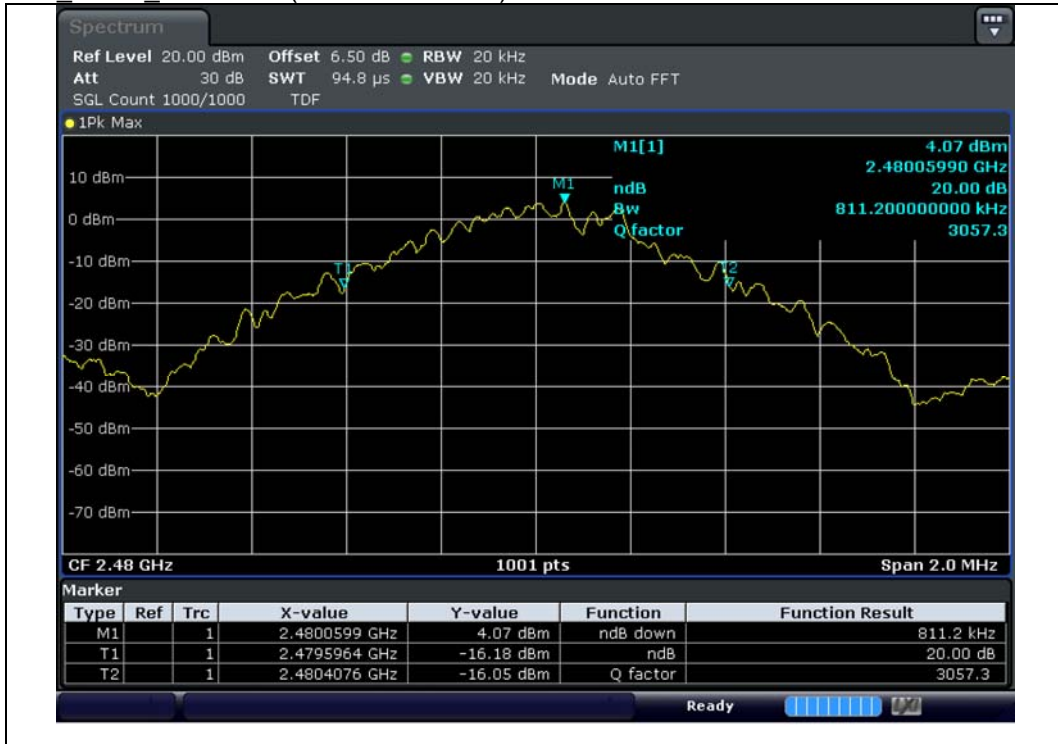 Spectrum
Ref Level 20.00 dBm Offset 6.50 dB RBW 20 kHz
Att 30 dB SWT 94.8 µs VBW 20 kHz Mode Auto FFT
SGL Count 1000/1000 TDF
1Pk Max
M1[1] 4.07 dBm
2.48005990 GHz
ndB 20.00 dB
Bw 811.200000000 kHz
Q factor 3057.3
M1
T1
T2
10 dBm
0 dBm
-10 dBm
-20 dBm
-30 dBm
-40 dBm
-50 dBm
-60 dBm
-70 dBm
CF 2.48 GHz 1001 pts Span 2.0 MHz
Marker
Type Ref Trc X-value Y-value Function Function Result
M1 1 2.4800599 GHz 4.07 dBm ndB down 811.2 kHz
T1 1 2.4795964 GHz -16.18 dBm ndB 20.00 dB
T2 1 2.4804076 GHz -16.05 dBm Q factor 3057.3
Ready